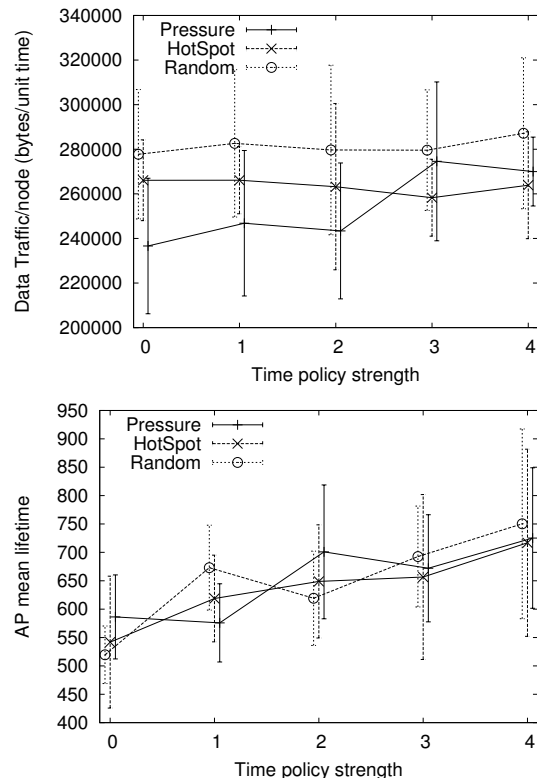 Data Traffic/node (bytes/unit time)
340000
320000
300000
280000
260000
240000
220000
200000
Pressure
HotSpot
Random
0 1 2 3 4
Time policy strength
AP mean lifetime
950
900
850
800
750
700
650
600
550
500
450
400
Pressure
HotSpot
Random
0 1 2 3 4
Time policy strength